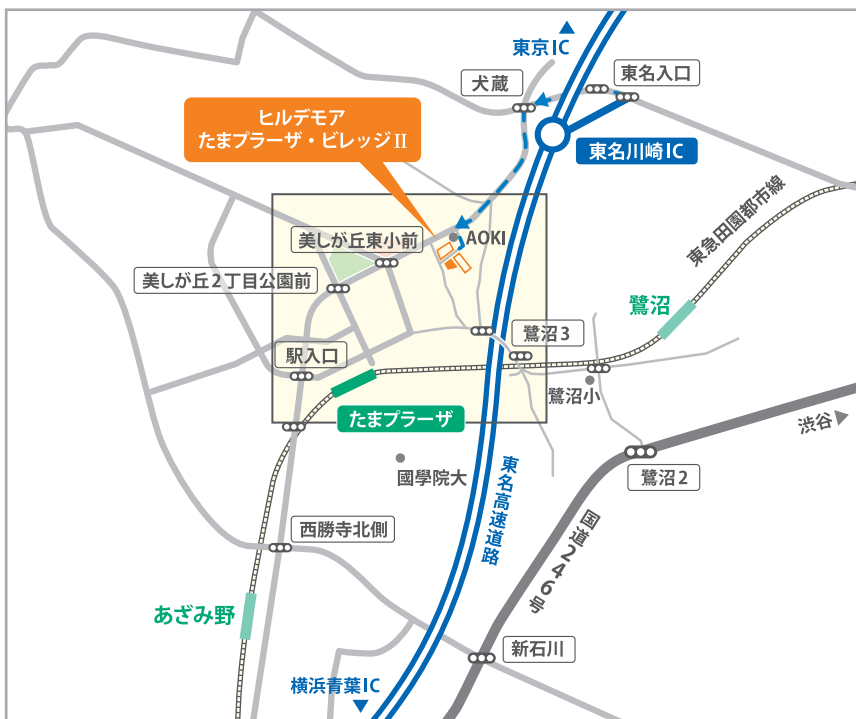 東京IC
犬蔵
東名入口
ヒルデモア
たまプラーザ・ビレッジⅡ
東名川崎IC
東急田園都市線
美しが丘東小前
AOKI
美しが丘2丁目公園前
鷺沼
鷺沼3
駅入口
鷺沼小
たまプラーザ
渋谷
國學院大
鷺沼2
東名高速道路
国道246号
西勝寺北側
あざみ野
新石川
横浜青葉IC